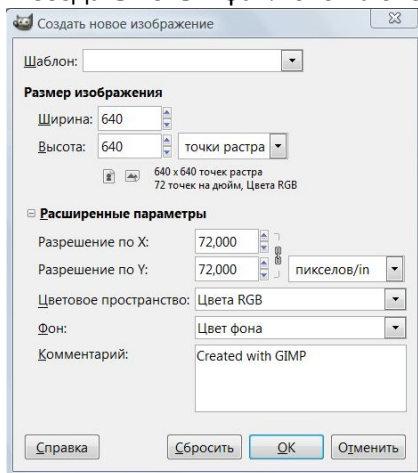 Создать новое изображение
Шаблон:
Размер изображения
Ширина: 640
Высота: 640 точки растра
640 x 640 точек растра
72 точек на дюйм, Цвета RGB
Расширенные параметры
Разрешение по X: 72,000
Разрешение по Y: 72,000 пикселов/in
Цветовое пространство: Цвета RGB
Фон: Цвет фона
Комментарий: Created with GIMP
Справка Сбросить OK Отменить